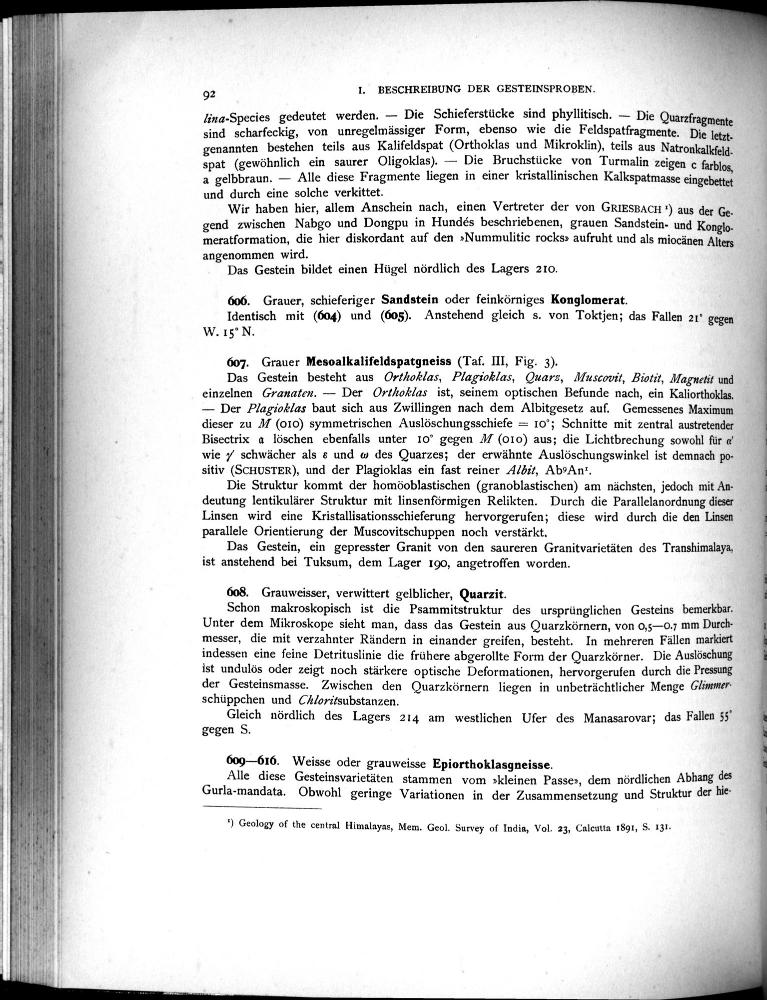 92
I. BESCHREIBUNG DER GESTEINSPROBEN.
lina-Species gedeutet werden. — Die Schieferstücke sind phyllitisch. — Die Quarzfragmente
sind scharfeckig, von unregelmässiger Form, ebenso wie die Feldspatfragmente. Die letzt-
genannten bestehen teils aus Kalifeldspat (Orthoklas und Mikroklin), teils aus Natronkalkfeld-
spat (gewöhnlich ein saurer Oligoklas). — Die Bruchstücke von Turmalin zeigen c farblos,
a gelbbraun. — Alle diese Fragmente liegen in einer kristallinischen Kalkspatmasse eingebettet
und durch eine solche verkittet.
Wir haben hier, allem Anschein nach, einen Vertreter der von GRIESBACH ¹) aus der Ge-
gend zwischen Nabgo und Dongpu in Hundés beschriebenen, grauen Sandstein- und Konglo-
meratformation, die hier diskordant auf den »Nummulitic rocks» aufruht und als miocänen Alters
angenommen wird.
Das Gestein bildet einen Hügel nördlich des Lagers 210.
606. Grauer, schieferiger Sandstein oder feinkörniges Konglomerat.
Identisch mit (604) und (605). Anstehend gleich s. von Toktjen; das Fallen 21° gegen
W. 15° N.
607. Grauer Mesoalkalifeldspatgneiss (Taf. III, Fig. 3).
Das Gestein besteht aus Orthoklas, Plagioklas, Quarz, Muscovit, Biotit, Magnetit und
einzelnen Granaten. — Der Orthoklas ist, seinem optischen Befunde nach, ein Kaliorthoklas.
— Der Plagioklas baut sich aus Zwillingen nach dem Albitgesetz auf. Gemessenes Maximum
dieser zu M (010) symmetrischen Auslöschungsschiefe = 10°; Schnitte mit zentral austretender
Bisectrix a löschen ebenfalls unter 10° gegen M (010) aus; die Lichtbrechung sowohl für α'
wie γ' schwächer als ε und ω des Quarzes; der erwähnte Auslöschungswinkel ist demnach po-
sitiv (SCHUSTER), und der Plagioklas ein fast reiner Albit, Ab⁹An¹.
Die Struktur kommt der homöoblastischen (granoblastischen) am nächsten, jedoch mit An-
deutung lentikulärer Struktur mit linsenförmigen Relikten. Durch die Parallelanordnung dieser
Linsen wird eine Kristallisationsschieferung hervorgerufen; diese wird durch die den Linsen
parallele Orientierung der Muscovitschuppen noch verstärkt.
Das Gestein, ein gepresster Granit von den saureren Granitvarietäten des Transhimalaya,
ist anstehend bei Tuksum, dem Lager 190, angetroffen worden.
608. Grauweisser, verwittert gelblicher, Quarzit.
Schon makroskopisch ist die Psammitstruktur des ursprünglichen Gesteins bemerkbar.
Unter dem Mikroskope sieht man, dass das Gestein aus Quarzkörnern, von 0,5—0.7 mm Durch-
messer, die mit verzahnter Rändern in einander greifen, besteht. In mehreren Fällen markiert
indessen eine feine Detrituslinie die frühere abgerollte Form der Quarzkörner. Die Auslöschung
ist undulös oder zeigt noch stärkere optische Deformationen, hervorgerufen durch die Pressung
der Gesteinsmasse. Zwischen den Quarzkörnern liegen in unbeträchtlicher Menge Glimmer-
schüppchen und Chloritsubstanzen.
Gleich nördlich des Lagers 214 am westlichen Ufer des Manasarovar; das Fallen 55°
gegen S.
609—616. Weisse oder grauweisse Epiorthoklasgneisse.
Alle diese Gesteinsvarietäten stammen vom »kleinen Passe», dem nördlichen Abhang des
Gurla-mandata. Obwohl geringe Variationen in der Zusammensetzung und Struktur der hie-
¹) Geology of the central Himalayas, Mem. Geol. Survey of India, Vol. 23, Calcutta 1891, S. 131.